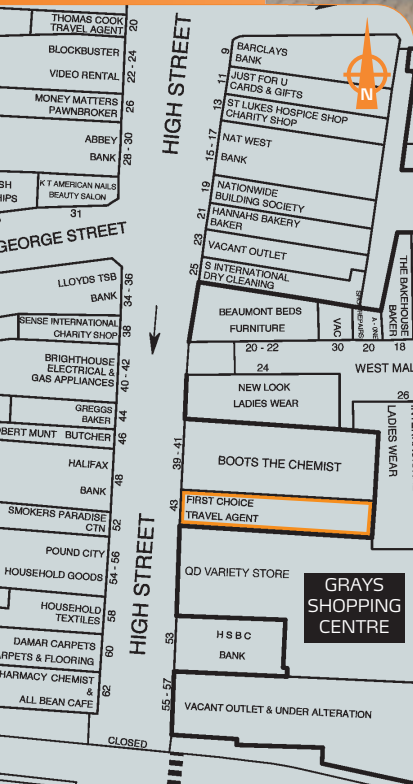 THOMAS COOK
TRAVEL AGENT
20
BLOCKBUSTER
VIDEO RENTAL
22 - 24
MONEY MATTERS
PAWNBROKER
26
ABBEY
BANK
28 - 30
K T AMERICAN NAILS
BEAUTY SALON
31
GEORGE STREET
HIGH STREET
9
BARCLAYS
BANK
11
JUST FOR U
CARDS & GIFTS
13
ST LUKES HOSPICE SHOP
CHARITY SHOP
15 - 17
NAT WEST
BANK
19
NATIONWIDE
BUILDING SOCIETY
21
HANNAHS BAKERY
BAKER
23
VACANT OUTLET
25
S INTERNATIONAL
DRY CLEANING
N
LLOYDS TSB
BANK
34 - 36
SENSE INTERNATIONAL
CHARITY SHOP
38
BRIGHTHOUSE
ELECTRICAL &
GAS APPLIANCES
40 - 42
GREGGS
BAKER
44
BERT MUNT BUTCHER
46
HALIFAX
BANK
48
SMOKERS PARADISE
CTN
52
POUND CITY
HOUSEHOLD GOODS
54 - 56
HOUSEHOLD
TEXTILES
58
DAMAR CARPETS
RPETS & FLOORING
60
HARMACY CHEMIST
&
ALL BEAN CAFE
62
HIGH STREET
CLOSED
BEAUMONT BEDS
FURNITURE
20 - 22
VAC
30
A - ONE
20
THE BAKEHOUSE
BAKER
18
WEST MAL
24
NEW LOOK
LADIES WEAR
26
LADIES WEAR
39 - 41
BOOTS THE CHEMIST
43
FIRST CHOICE
TRAVEL AGENT
QD VARIETY STORE
GRAYS
SHOPPING
CENTRE
53
H S B C
BANK
55 - 57
VACANT OUTLET & UNDER ALTERATION